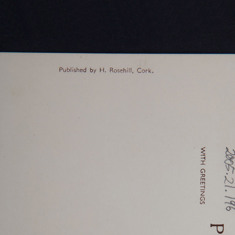 Published by H. Rosehill, Cork.
WITH GREETINGS
2005.21.196
P